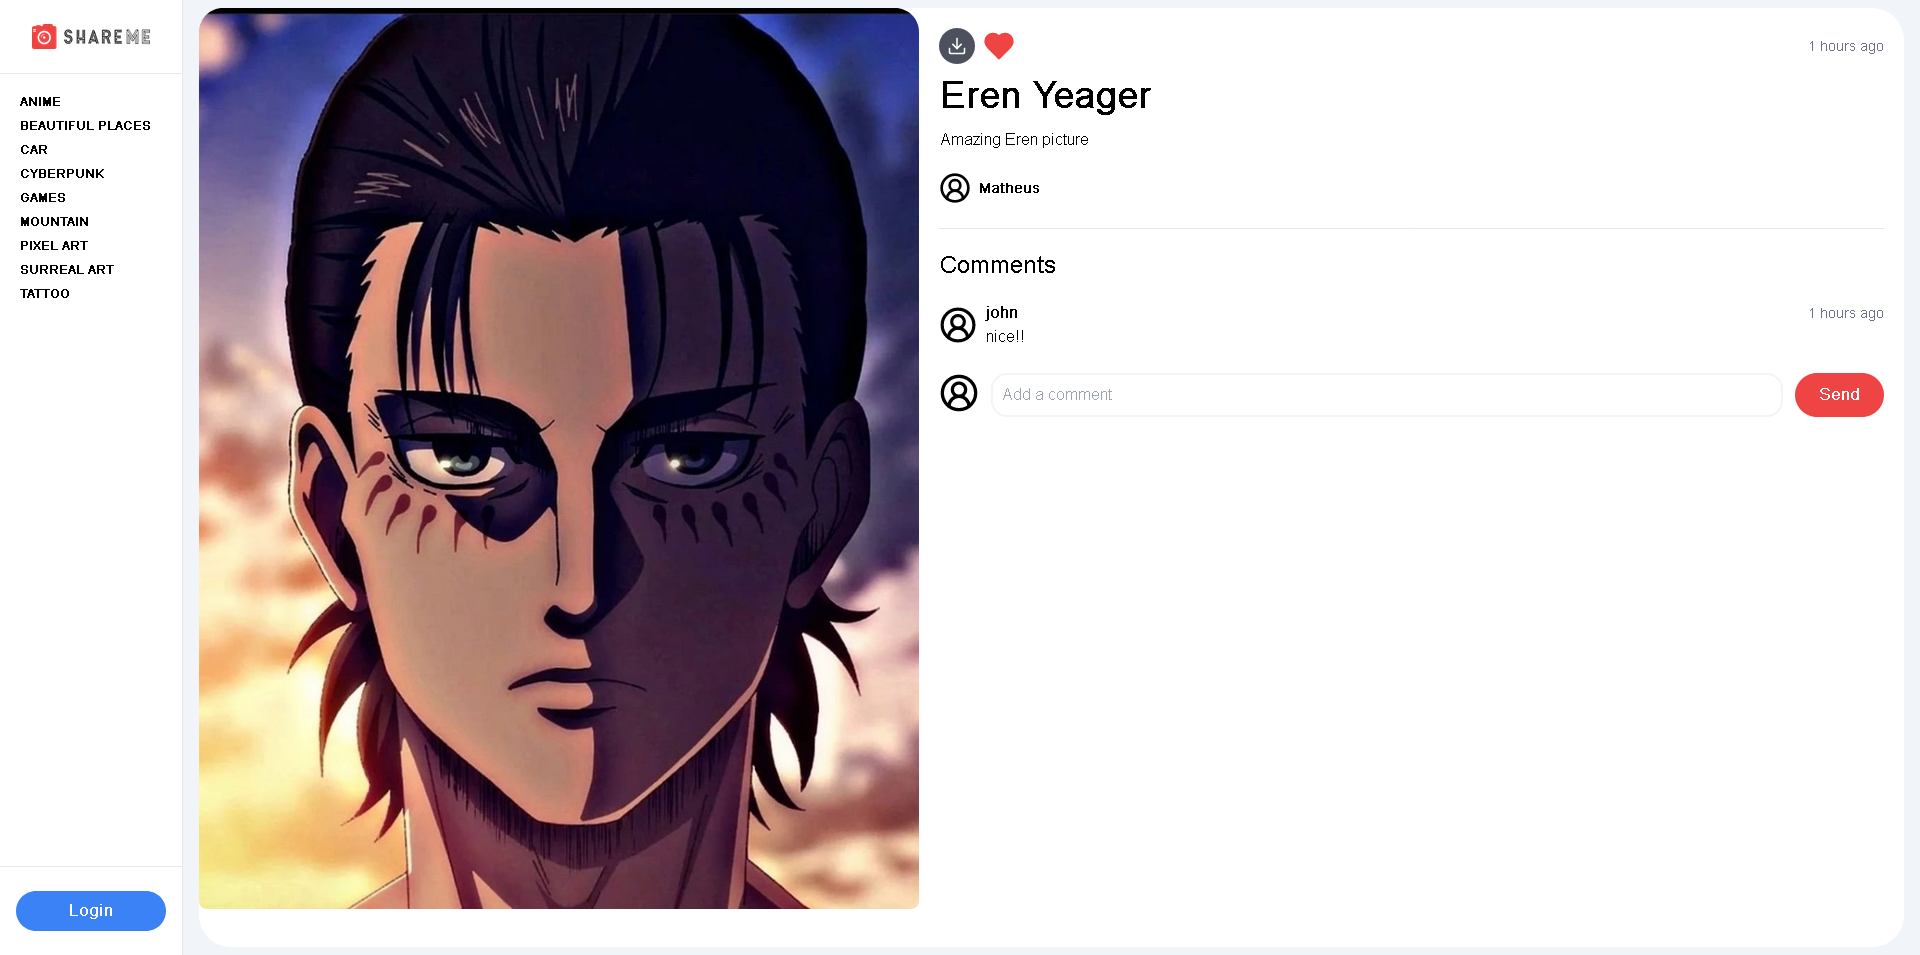 SHAREME
ANIME
BEAUTIFUL PLACES
CAR
CYBERPUNK
GAMES
MOUNTAIN
PIXEL ART
SURREAL ART
TATTOO
Login
1 hours ago
Eren Yeager
Amazing Eren picture
Matheus
Comments
john
1 hours ago
nice!!
Add a comment
Send